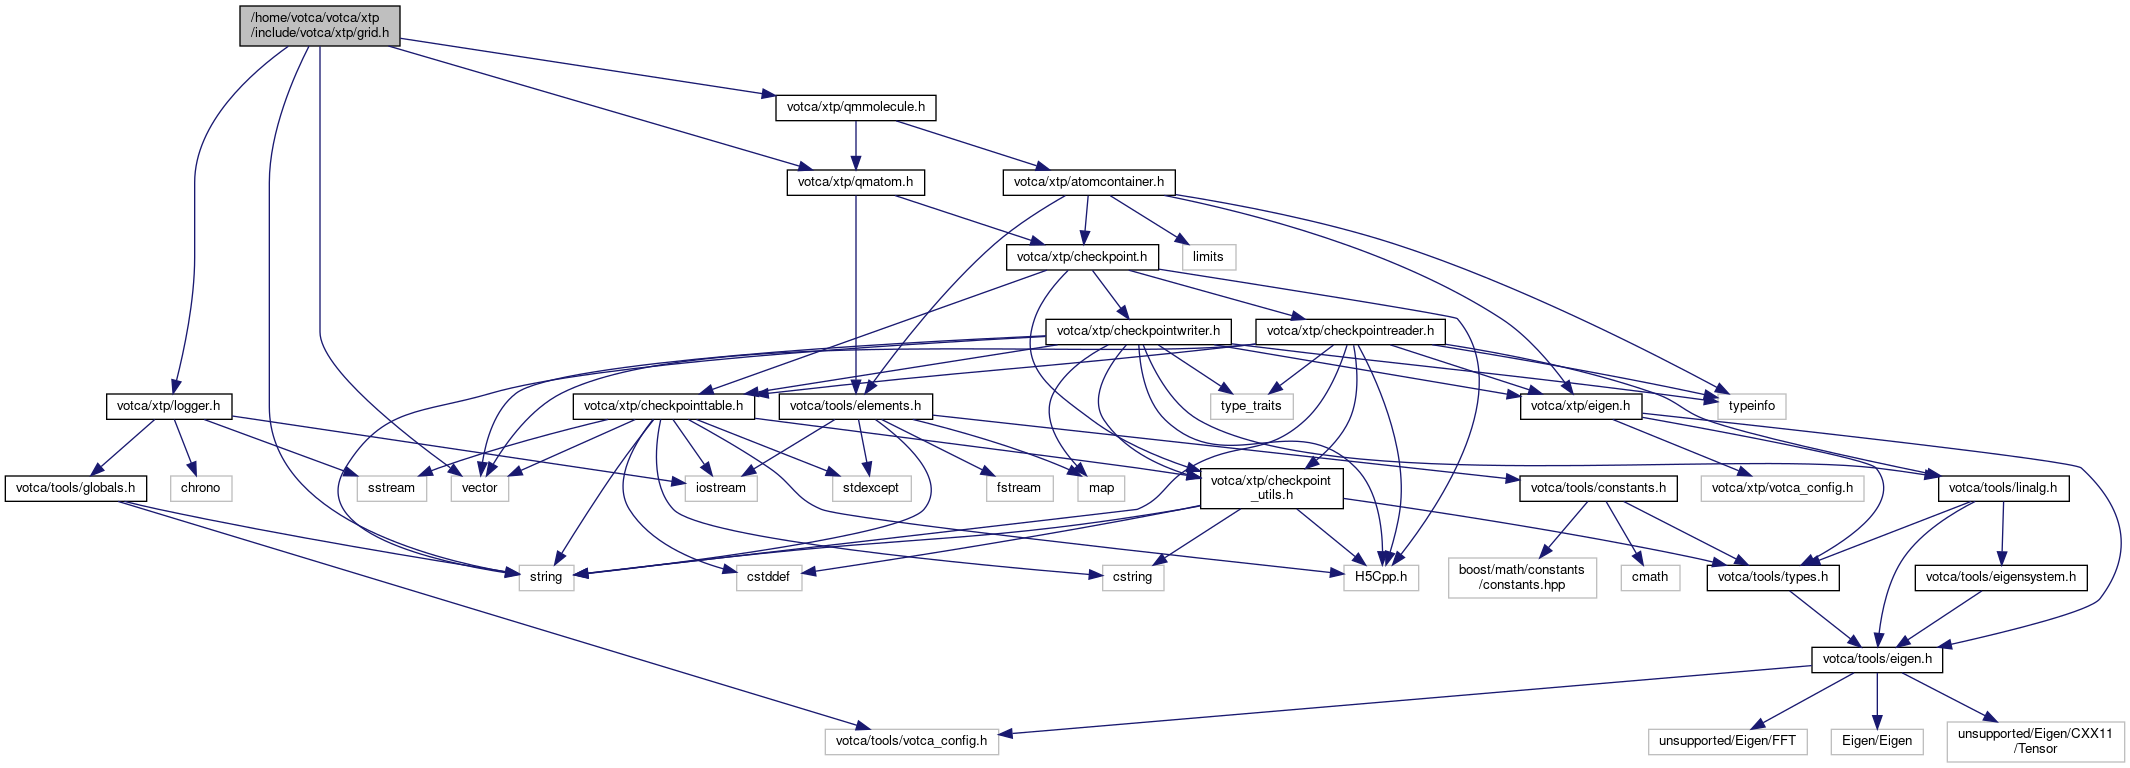 /home/votca/votca/xtp
/include/votca/xtp/grid.h
votca/xtp/qmmolecule.h
votca/xtp/qmatom.h
votca/xtp/atomcontainer.h
votca/xtp/checkpoint.h
limits
votca/xtp/checkpointwriter.h
votca/xtp/checkpointreader.h
votca/xtp/logger.h
votca/xtp/checkpointtable.h
votca/tools/elements.h
type_traits
votca/xtp/eigen.h
typeinfo
votca/tools/globals.h
chrono
sstream
vector
iostream
stdexcept
fstream
map
votca/xtp/checkpoint
_utils.h
votca/tools/constants.h
votca/xtp/votca_config.h
votca/tools/linalg.h
string
cstddef
cstring
H5Cpp.h
boost/math/constants
/constants.hpp
cmath
votca/tools/types.h
votca/tools/eigensystem.h
votca/tools/eigen.h
votca/tools/votca_config.h
unsupported/Eigen/FFT
Eigen/Eigen
unsupported/Eigen/CXX11
/Tensor